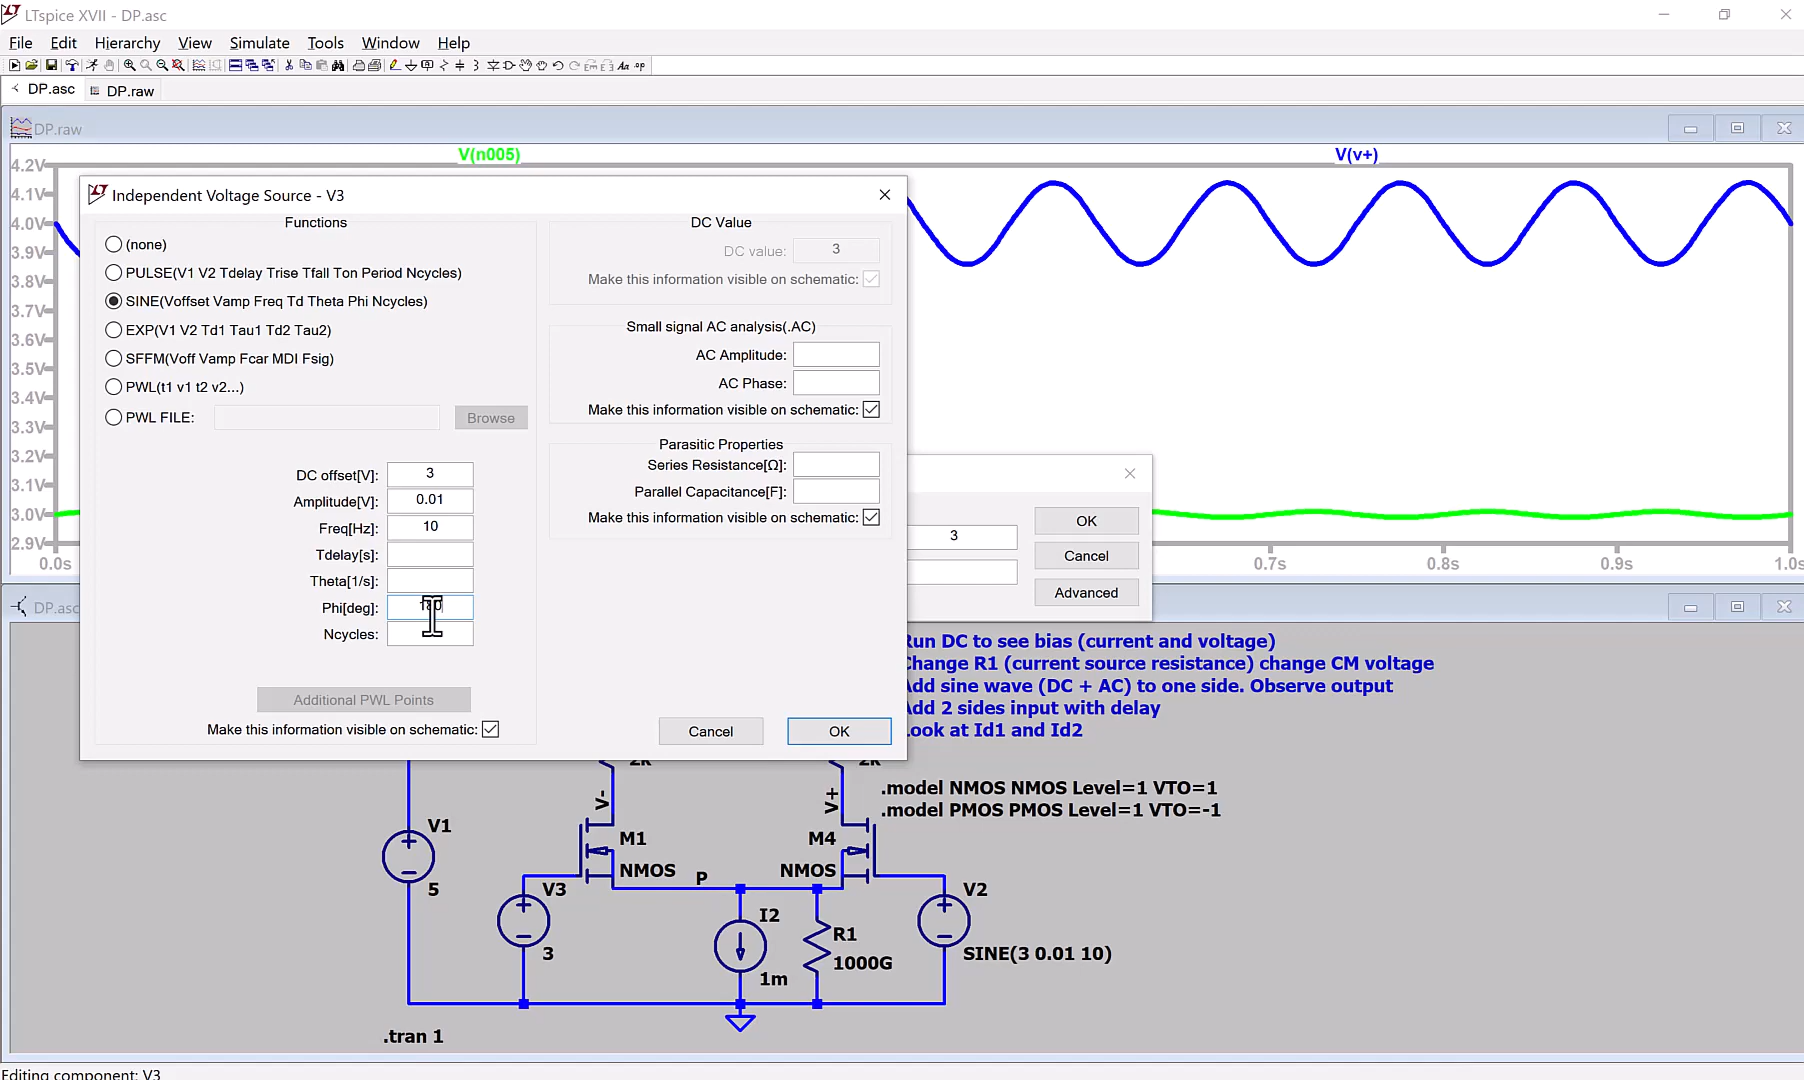 LTspice XVII - DP.asc
File Edit Hierarchy View Simulate Tools Window Help
DP.asc DP.raw
DP.raw
V(n005) V(v+)
4.2V
4.1V
4.0V
3.9V
3.8V
3.7V
3.6V
3.5V
3.4V
3.3V
3.2V
3.1V
3.0V
2.9V
0.0s 0.7s 0.8s 0.9s 1.0s
Independent Voltage Source - V3
Functions
(none)
PULSE(V1 V2 Tdelay Trise Tfall Ton Period Ncycles)
SINE(Voffset Vamp Freq Td Theta Phi Ncycles)
EXP(V1 V2 Td1 Tau1 Td2 Tau2)
SFFM(Voff Vamp Fcar MDI Fsig)
PWL(t1 v1 t2 v2...)
PWL FILE: Browse
DC offset[V]: 3
Amplitude[V]: 0.01
Freq[Hz]: 10
Tdelay[s]:
Theta[1/s]:
Phi[deg]: 180
Ncycles:
Additional PWL Points
Make this information visible on schematic:
DC Value
DC value: 3
Make this information visible on schematic:
Small signal AC analysis(.AC)
AC Amplitude:
AC Phase:
Make this information visible on schematic:
Parasitic Properties
Series Resistance[Ω]:
Parallel Capacitance[F]:
Make this information visible on schematic:
Cancel OK
3
OK
Cancel
Advanced
DP.asc
Run DC to see bias (current and voltage)
Change R1 (current source resistance) change CM voltage
Add sine wave (DC + AC) to one side. Observe output
Add 2 sides input with delay
Look at Id1 and Id2
2k 2k
.model NMOS NMOS Level=1 VTO=1
.model PMOS PMOS Level=1 VTO=-1
V- V+
V1
5
M1
NMOS
M4
NMOS
P
V3
3
I2
1m
R1
1000G
V2
SINE(3 0.01 10)
.tran 1
Editing component: V3